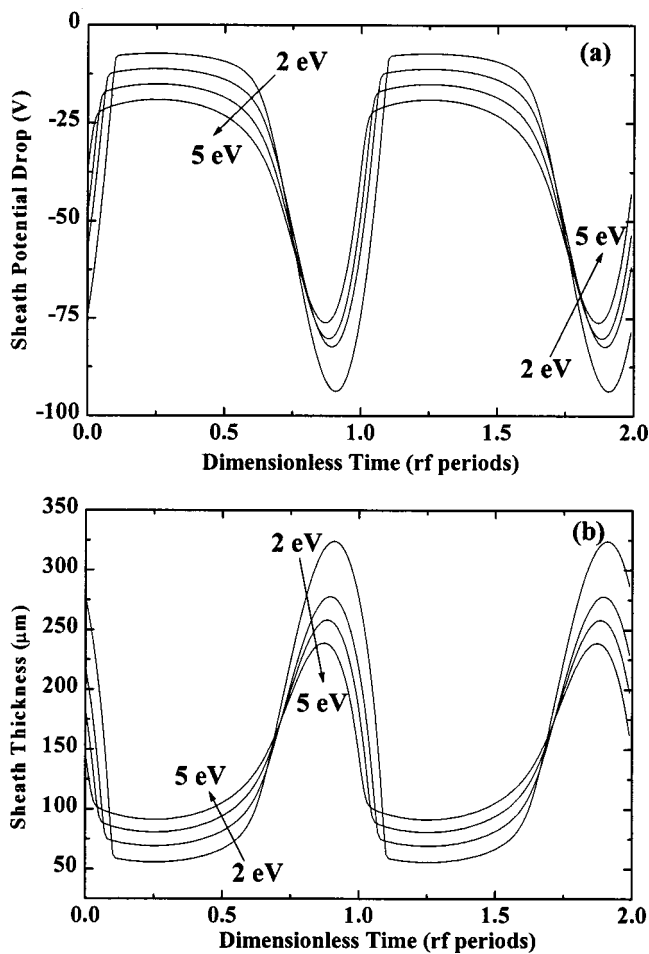 0
(a)
2 eV
-25
5 eV
Sheath Potential Drop (V)
-50
5 eV
-75
2 eV
-100
0.0 0.5 1.0 1.5 2.0
Dimensionless Time (rf periods)
350
(b)
2 eV
300
250
Sheath Thickness (μm)
200
5 eV
150
5 eV
100
50
2 eV
0.0 0.5 1.0 1.5 2.0
Dimensionless Time (rf periods)